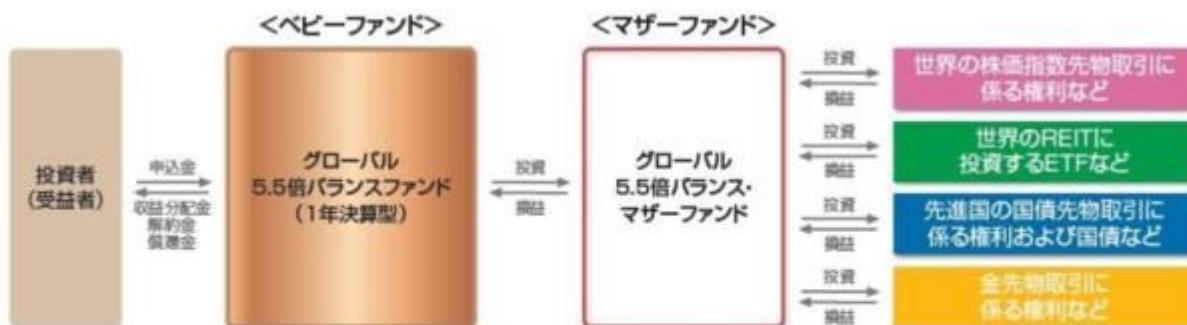 <ベビーファンド>
<マザーファンド>
投資者
(受益者)
申込金
収益分配金
解約金
償還金
グローバル
5.5倍バランスファンド
(1年決算型)
投資
損益
グローバル
5.5倍バランス・
マザーファンド
投資
損益
世界の株価指数先物取引に
係る権利など
投資
損益
世界のREITに
投資するETFなど
投資
損益
先進国の国債先物取引に
係る権利および国債など
投資
損益
金先物取引に
係る権利など